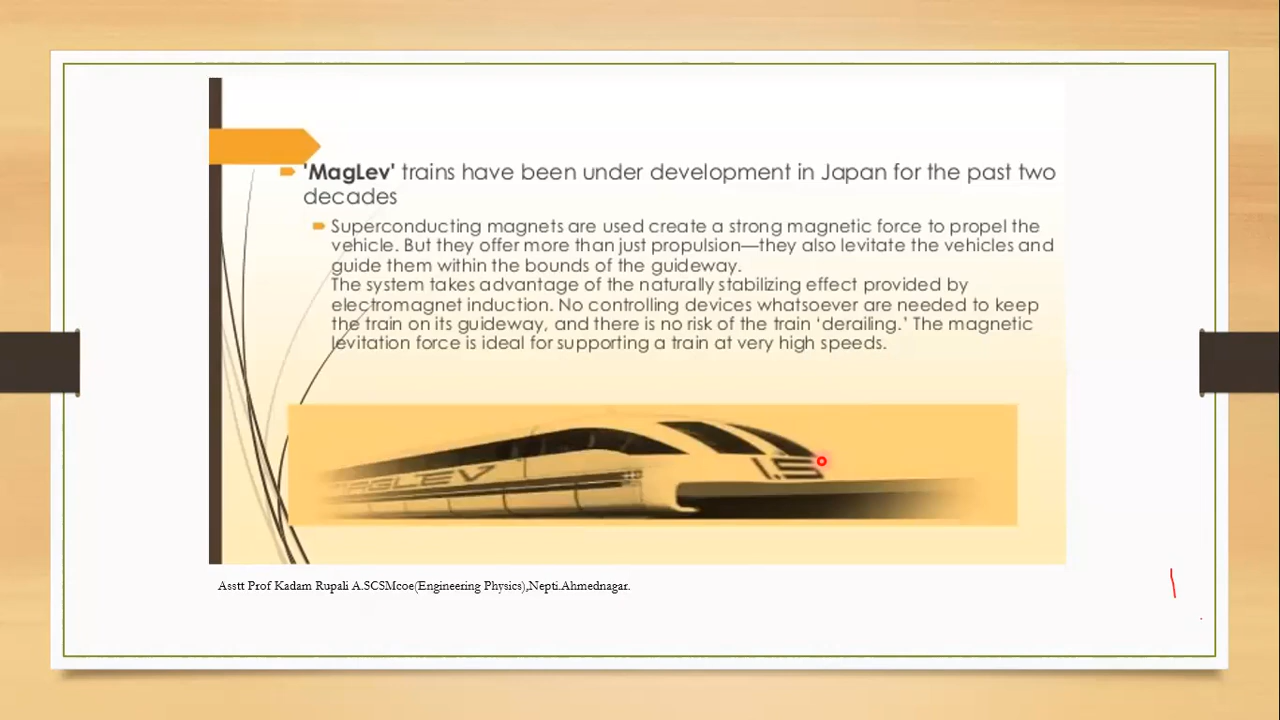 'MagLev' trains have been under development in Japan for the past two
decades
Superconducting magnets are used create a strong magnetic force to propel the
vehicle. But they offer more than just propulsion—they also levitate the vehicles and
guide them within the bounds of the guideway.
The system takes advantage of the naturally stabilizing effect provided by
electromagnet induction. No controlling devices whatsoever are needed to keep
the train on its guideway, and there is no risk of the train ‘derailing.’ The magnetic
levitation force is ideal for supporting a train at very high speeds.
MAGLEV
Asstt Prof Kadam Rupali A.SCSMcoe(Engineering Physics),Nepti.Ahmednagar.